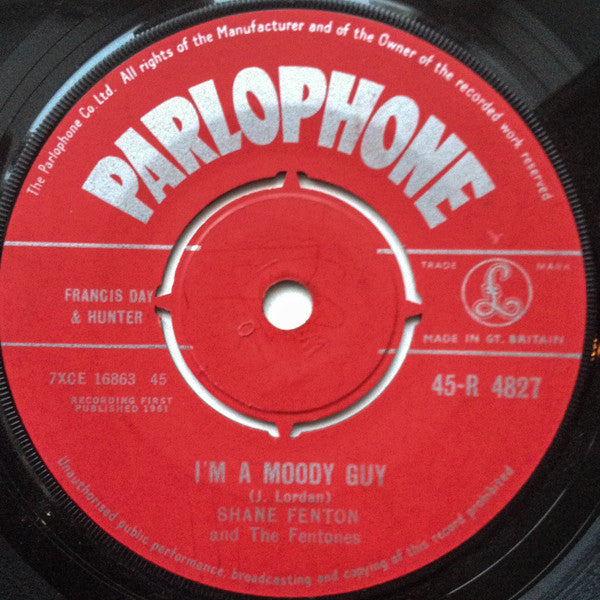 The Parlophone Co. Ltd. All rights of the Manufacturer and of the Owner of the recorded work reserved
PARLOPHONE
TRADE MARK
£
FRANCIS DAY
& HUNTER
MADE IN GT. BRITAIN
7XCE 16863 45
45-R 4827
RECORDING FIRST
PUBLISHED 1961
I'M A MOODY GUY
(J. Lordan)
SHANE FENTON
and The Fentones
Unauthorised public performance, broadcasting and copying of this record prohibited